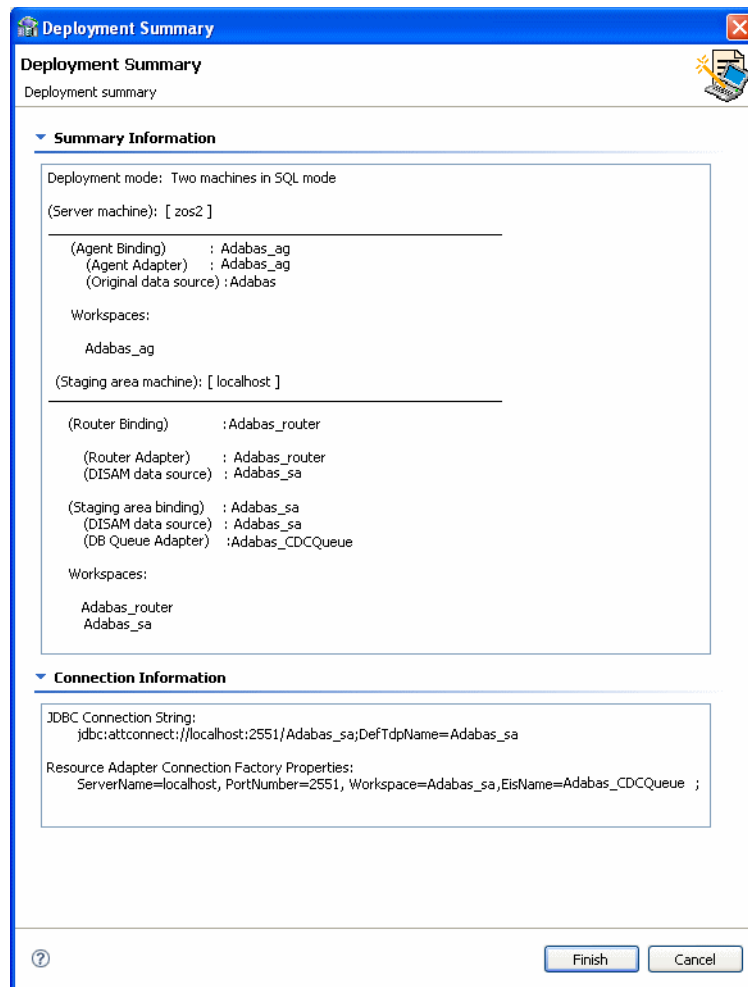 Deployment Summary
Deployment Summary
Deployment summary
Summary Information
Deployment mode: Two machines in SQL mode
(Server machine): [ zos2 ]
(Agent Binding) : Adabas_ag
(Agent Adapter) : Adabas_ag
(Original data source) :Adabas
Workspaces:
Adabas_ag
(Staging area machine): [ localhost ]
(Router Binding) :Adabas_router
(Router Adapter) : Adabas_router
(DISAM data source) : Adabas_sa
(Staging area binding) : Adabas_sa
(DISAM data source) : Adabas_sa
(DB Queue Adapter) :Adabas_CDCQueue
Workspaces:
Adabas_router
Adabas_sa
Connection Information
JDBC Connection String:
jdbc:attconnect://localhost:2551/Adabas_sa;DefTdpName=Adabas_sa
Resource Adapter Connection Factory Properties:
ServerName=localhost, PortNumber=2551, Workspace=Adabas_sa,EisName=Adabas_CDCQueue ;
?
Finish Cancel